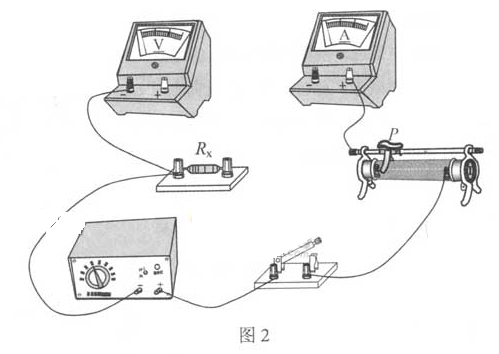 V
A
- +
- +
Rx
P
- +
图2